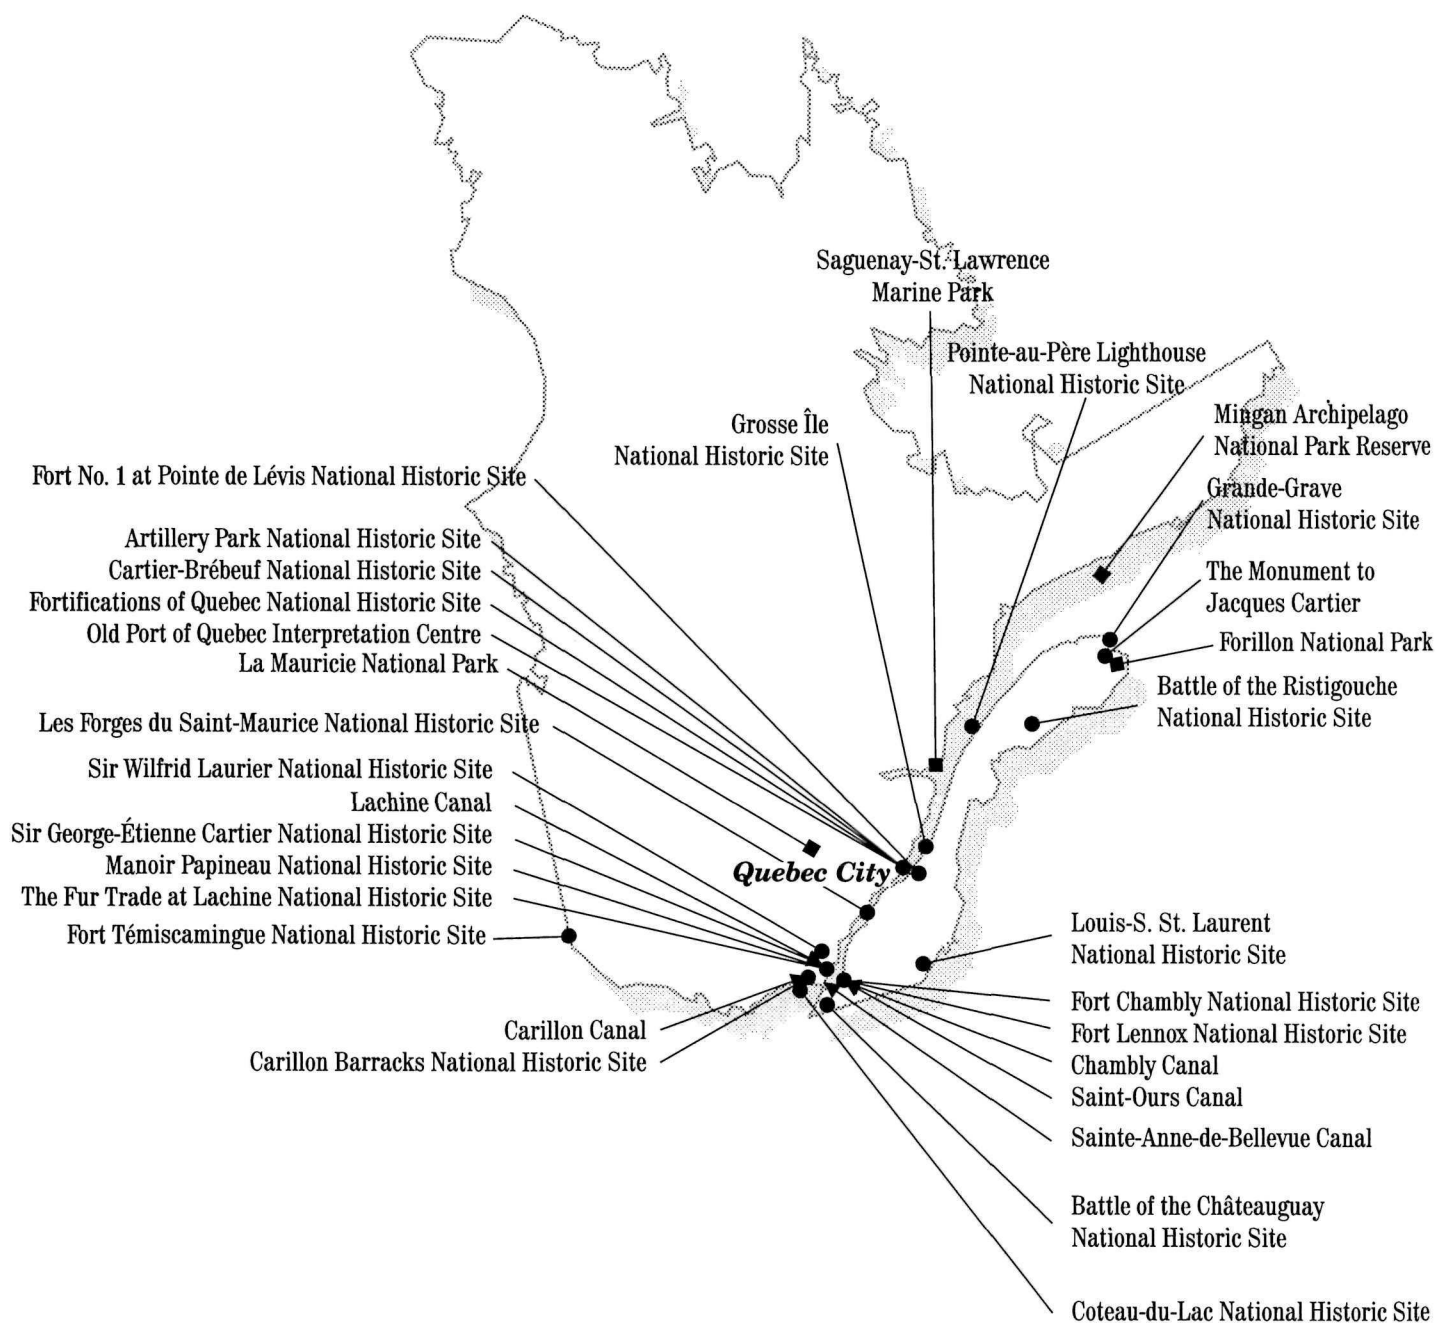 Saguenay-St. Lawrence
Marine Park
Pointe-au-Père Lighthouse
National Historic Site
Grosse Île
National Historic Site
Mingan Archipelago
National Park Reserve
Fort No. 1 at Pointe de Lévis National Historic Site
Grande-Grave
National Historic Site
Artillery Park National Historic Site
Cartier-Brébeuf National Historic Site
Fortifications of Quebec National Historic Site
Old Port of Quebec Interpretation Centre
La Mauricie National Park
The Monument to
Jacques Cartier
Forillon National Park
Battle of the Ristigouche
National Historic Site
Les Forges du Saint-Maurice National Historic Site
Sir Wilfrid Laurier National Historic Site
Lachine Canal
Sir George-Étienne Cartier National Historic Site
Manoir Papineau National Historic Site
The Fur Trade at Lachine National Historic Site
Fort Témiscamingue National Historic Site
Quebec City
Louis-S. St. Laurent
National Historic Site
Carillon Canal
Carillon Barracks National Historic Site
Fort Chambly National Historic Site
Fort Lennox National Historic Site
Chambly Canal
Saint-Ours Canal
Sainte-Anne-de-Bellevue Canal
Battle of the Châteauguay
National Historic Site
Coteau-du-Lac National Historic Site